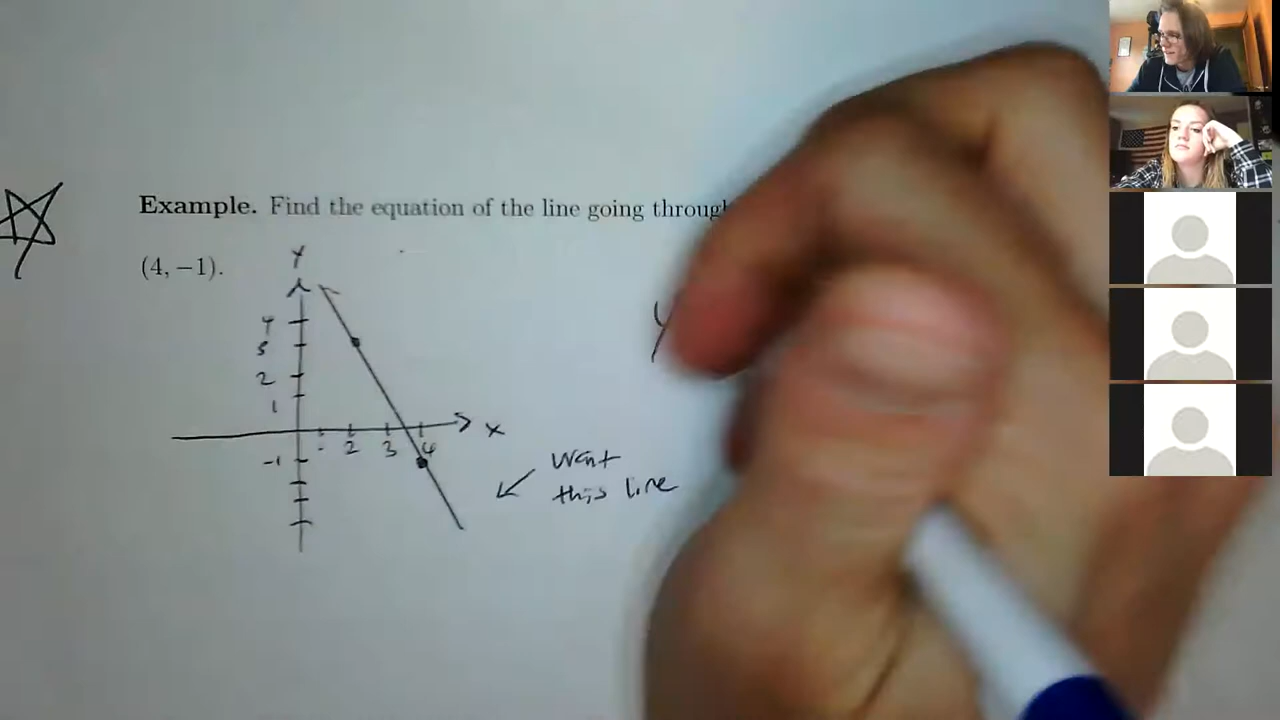 Example. Find the equation of the line going through
(4, −1).
y
4
3
2
1
-1
2 3 4
x
want
this line
y